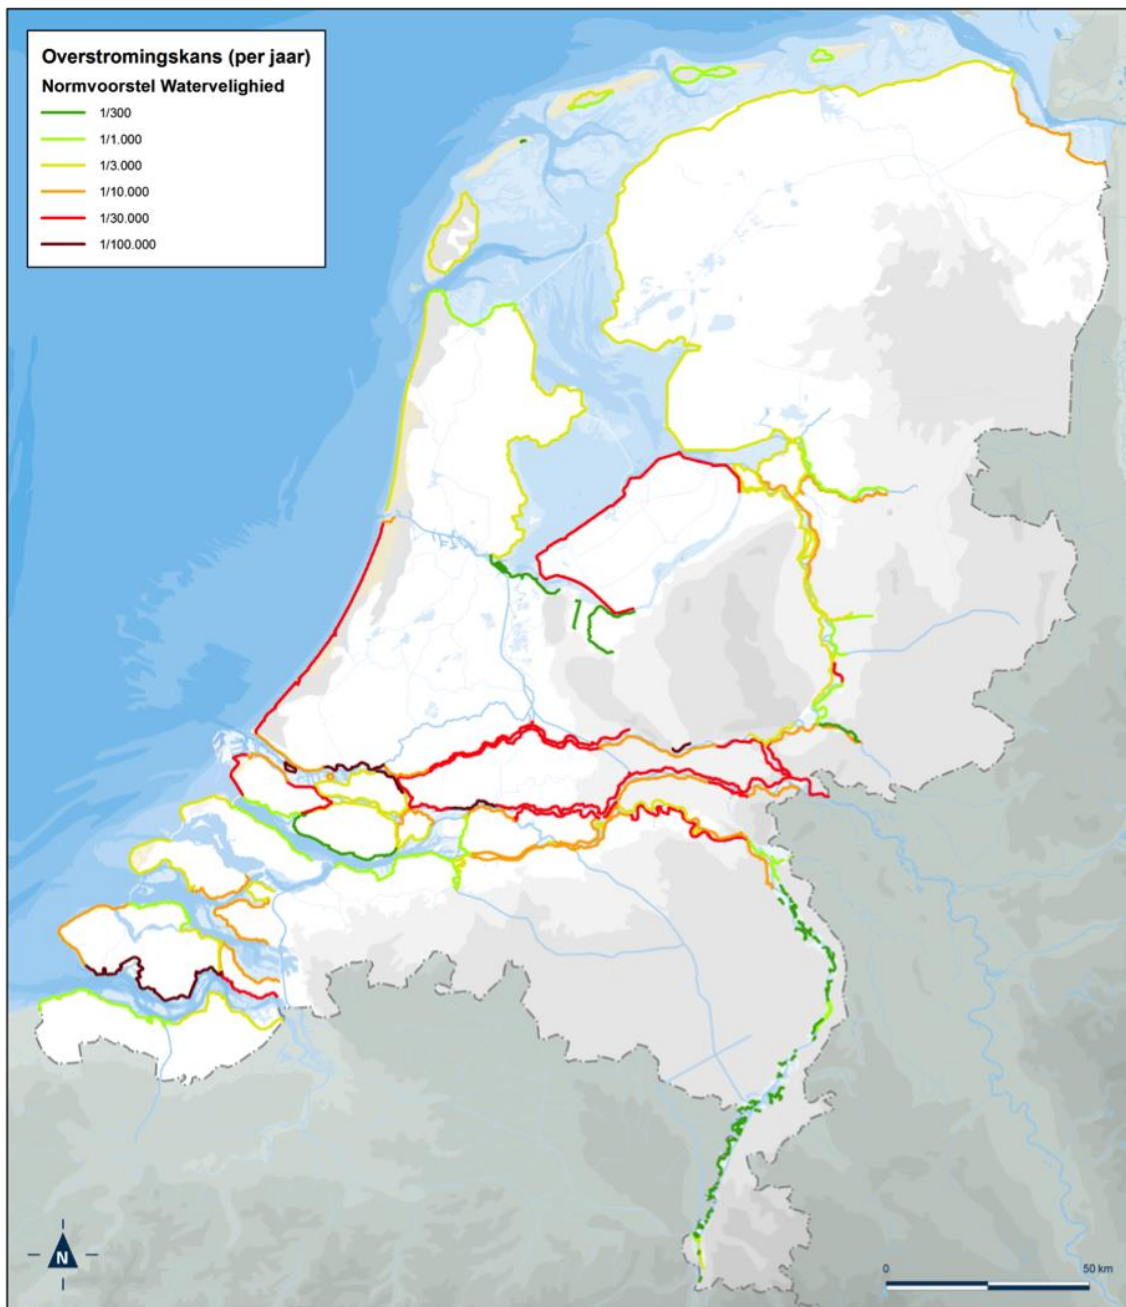 Overstromingskans (per jaar)
Normvoorstel Watervelighied
1/300
1/1.000
1/3.000
1/10.000
1/30.000
1/100.000
N
0 50 km